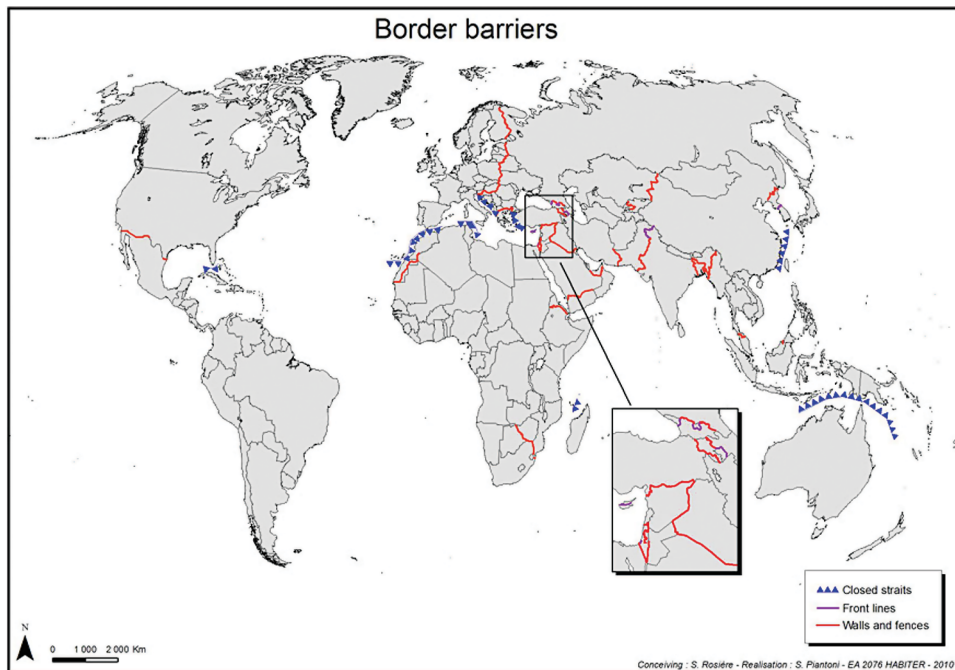 Border barriers
Closed straits
Front lines
Walls and fences
N
0 1 000 2 000 Km
Conceiving : S. Rosière - Realisation : S. Piantoni - EA 2076 HABITER - 2010